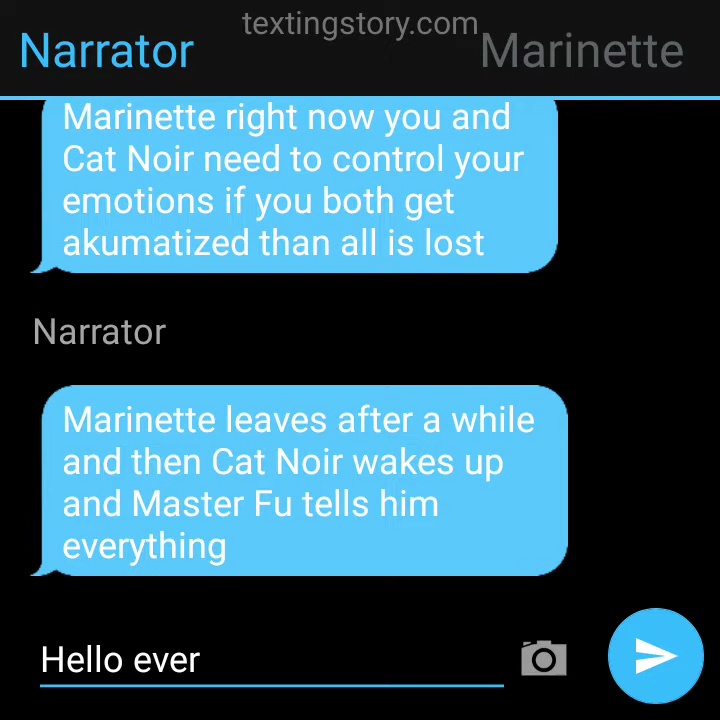 textingstory.com
Narrator
Marinette
Marinette right now you and
Cat Noir need to control your
emotions if you both get
akumatized than all is lost
Narrator
Marinette leaves after a while
and then Cat Noir wakes up
and Master Fu tells him
everything
Hello ever